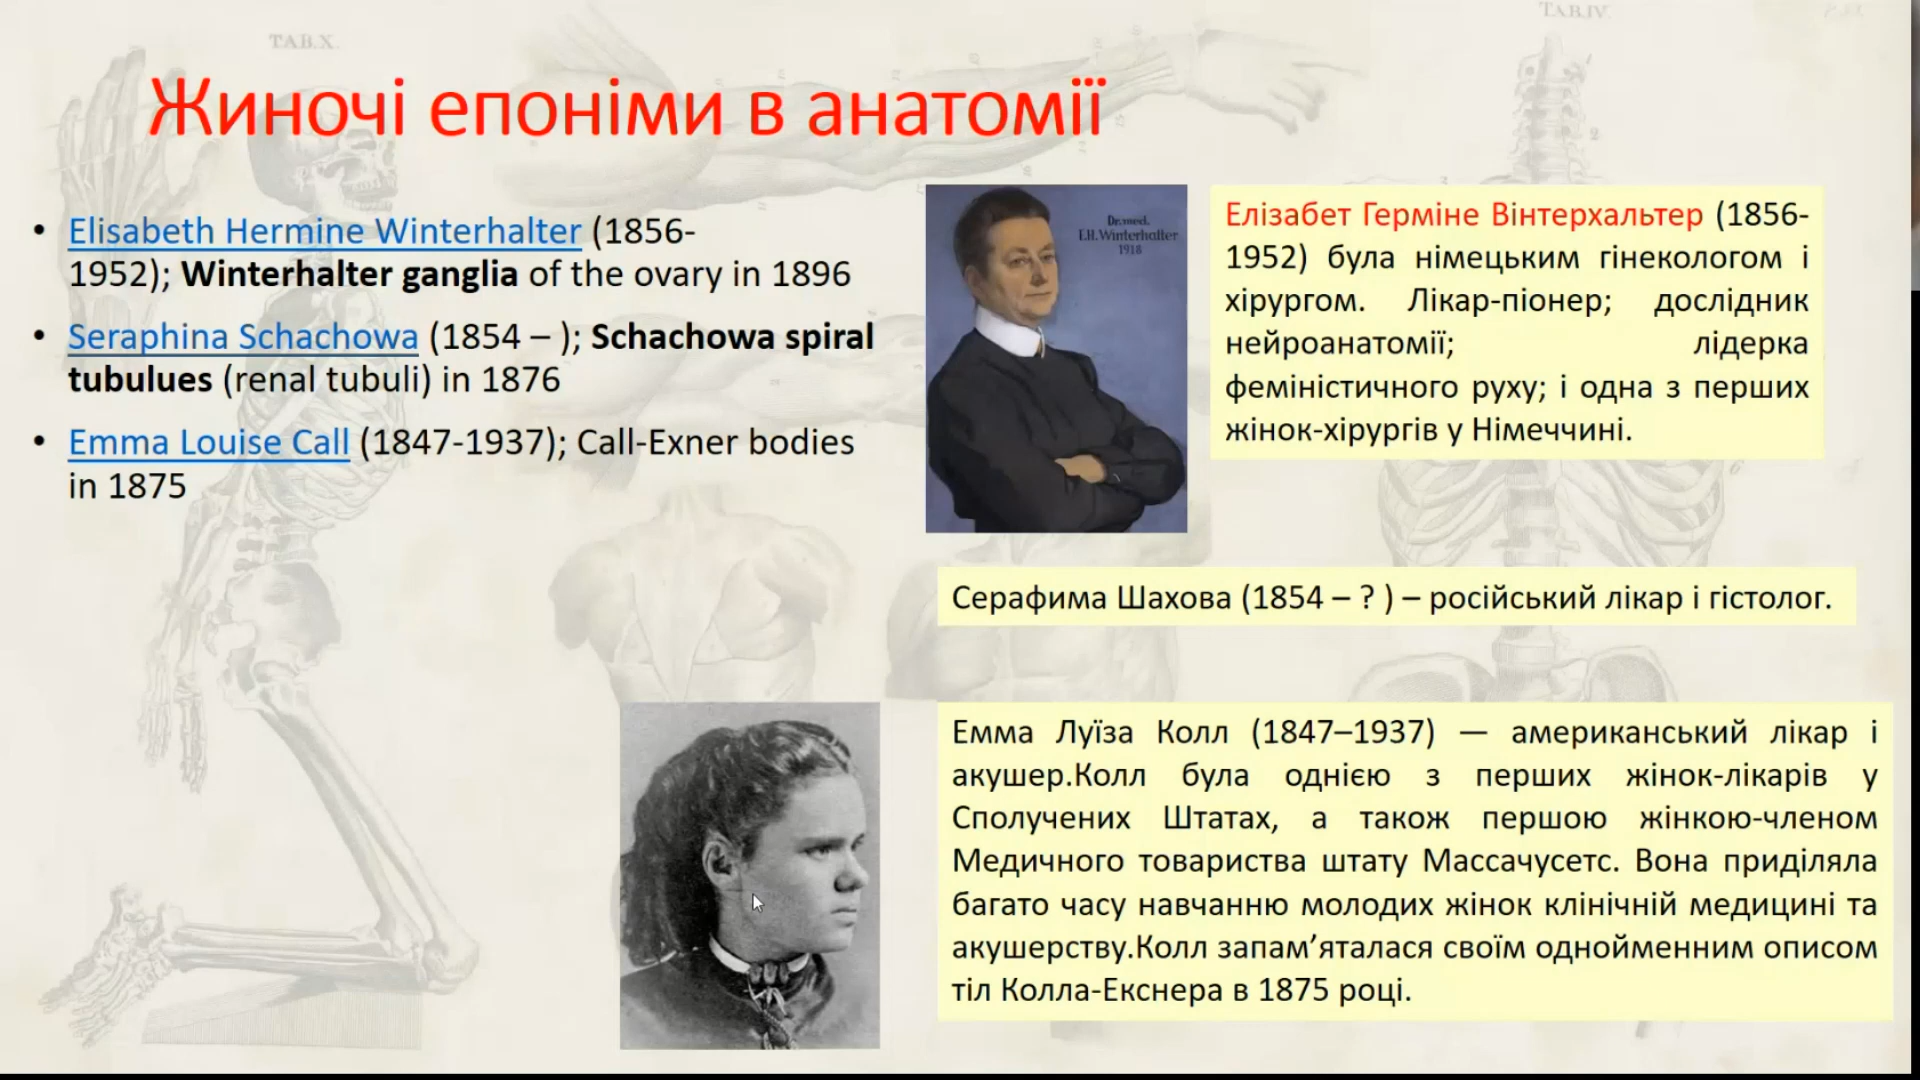 TAB.X.
TAB.IV.
Жиночі епоніми в анатомії
• Elisabeth Hermine Winterhalter (1856-
1952); Winterhalter ganglia of the ovary in 1896
• Seraphina Schachowa (1854 – ); Schachowa spiral
tubulues (renal tubuli) in 1876
• Emma Louise Call (1847-1937); Call-Exner bodies
in 1875
Dr. med.
E.H. Winterhalter
1918
Елізабет Герміне Вінтерхальтер (1856-
1952) була німецьким гінекологом і
хірургом. Лікар-піонер; дослідник
нейроанатомії; лідерка
феміністичного руху; і одна з перших
жінок-хірургів у Німеччині.
Серафима Шахова (1854 – ? ) – російський лікар і гістолог.
Емма Луїза Колл (1847–1937) — американський лікар і
акушер.Колл була однією з перших жінок-лікарів у
Сполучених Штатах, а також першою жінкою-членом
Медичного товариства штату Массачусетс. Вона приділяла
багато часу навчанню молодих жінок клінічній медицині та
акушерству.Колл запам’яталася своїм однойменним описом
тіл Колла-Екснера в 1875 році.